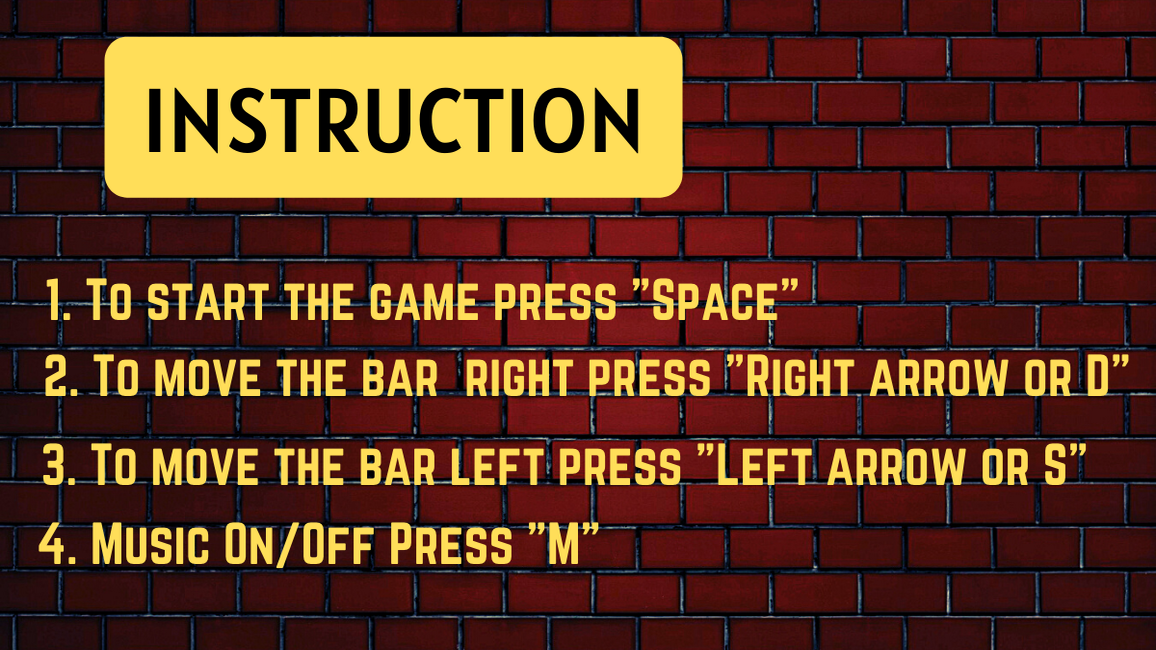 INSTRUCTION
1. To start the game press "Space"
2. To move the bar right press "Right arrow or D"
3. To move the bar left press "Left arrow or S"
4. Music On/Off Press "M"